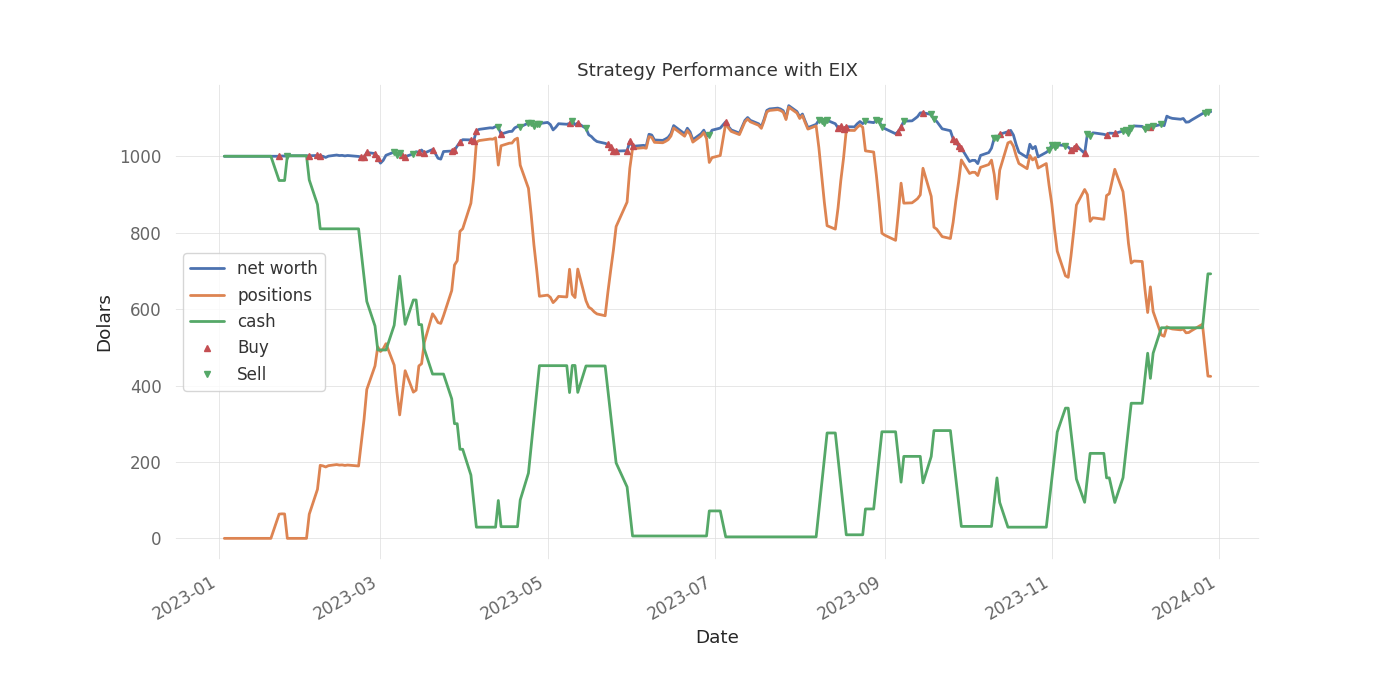 Strategy Performance with EIX
Dolars
1000
800
600
400
200
0
net worth
positions
cash
Buy
Sell
2023-01
2023-03
2023-05
2023-07
2023-09
2023-11
2024-01
Date